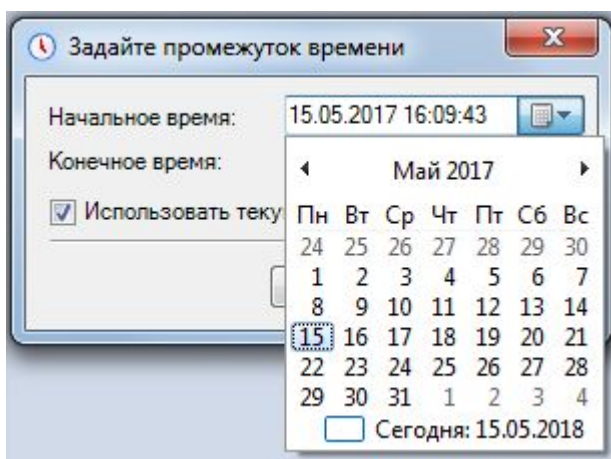 Задайте промежуток времени
Начальное время: 15.05.2017 16:09:43
Конечное время:
Использовать теку
Май 2017
Пн Вт Ср Чт Пт Сб Вс
24 25 26 27 28 29 30
1 2 3 4 5 6 7
8 9 10 11 12 13 14
15 16 17 18 19 20 21
22 23 24 25 26 27 28
29 30 31 1 2 3 4
Сегодня: 15.05.2018